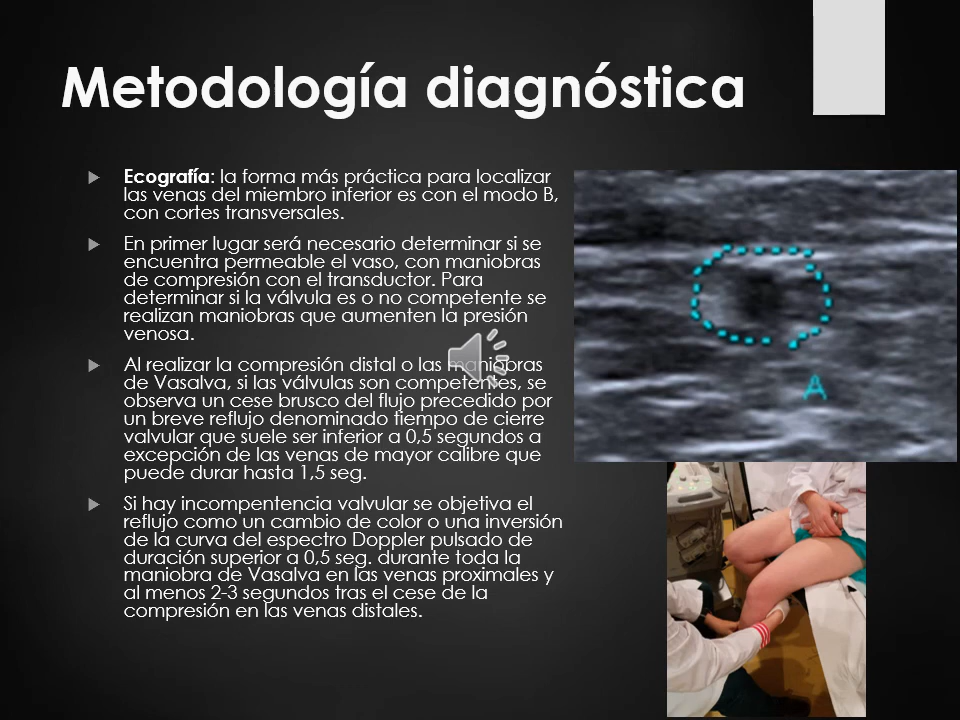 Metodología diagnóstica
Ecografía: la forma más práctica para localizar
las venas del miembro inferior es con el modo B,
con cortes transversales.
En primer lugar será necesario determinar si se
encuentra permeable el vaso, con maniobras
de compresión con el transductor. Para
determinar si la válvula es o no competente se
realizan maniobras que aumenten la presión
venosa.
Al realizar la compresión distal o las maniobras
de Vasalva, si las válvulas son competentes, se
observa un cese brusco del flujo precedido por
un breve reflujo denominado tiempo de cierre
valvular que suele ser inferior a 0,5 segundos a
excepción de las venas de mayor calibre que
puede durar hasta 1,5 seg.
Si hay incompentencia valvular se objetiva el
reflujo como un cambio de color o una inversión
de la curva del espectro Doppler pulsado de
duración superior a 0,5 seg. durante toda la
maniobra de Vasalva en las venas proximales y
al menos 2-3 segundos tras el cese de la
compresión en las venas distales.
A